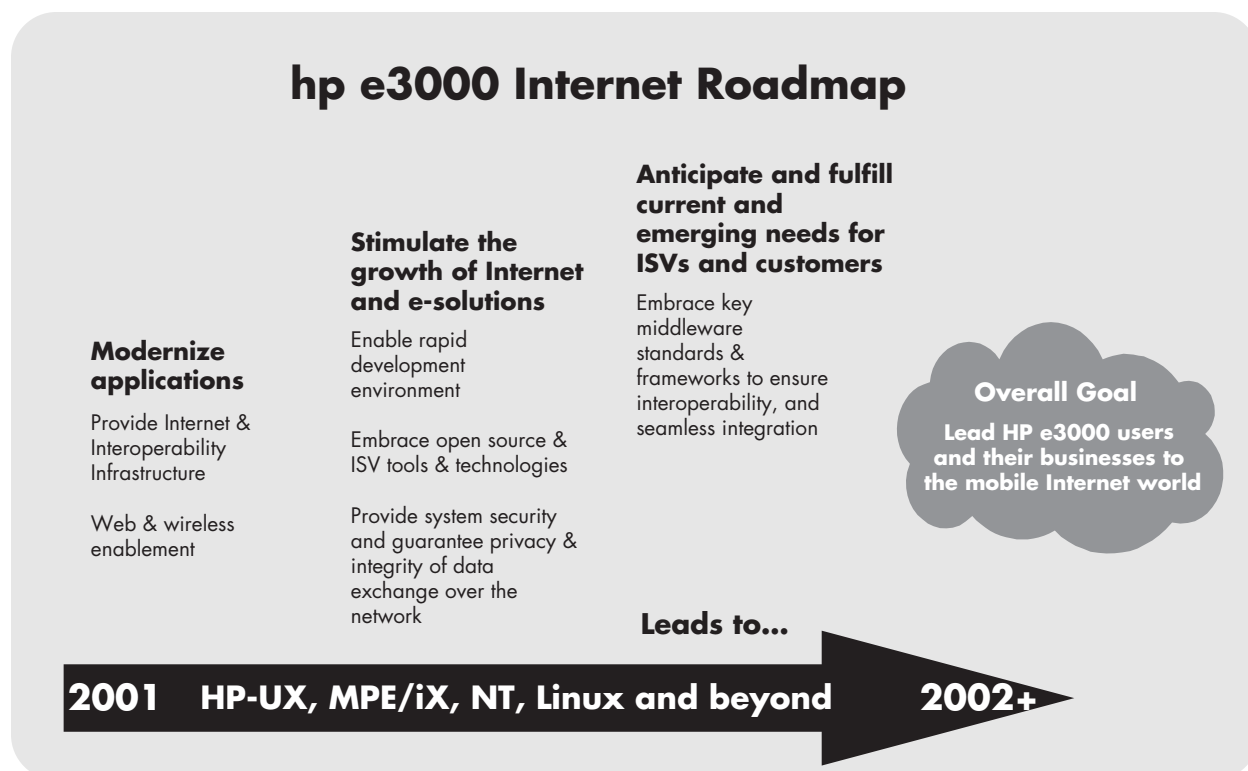 hp e3000 Internet Roadmap
Modernize
applications
Provide Internet &
Interoperability
Infrastructure
Web & wireless
enablement
Stimulate the
growth of Internet
and e-solutions
Enable rapid
development
environment
Embrace open source &
ISV tools & technologies
Provide system security
and guarantee privacy &
integrity of data
exchange over the
network
Anticipate and fulfill
current and
emerging needs for
ISVs and customers
Embrace key
middleware
standards &
frameworks to ensure
interoperability, and
seamless integration
Overall Goal
Lead HP e3000 users
and their businesses to
the mobile Internet world
Leads to...
2001 HP-UX, MPE/iX, NT, Linux and beyond 2002+